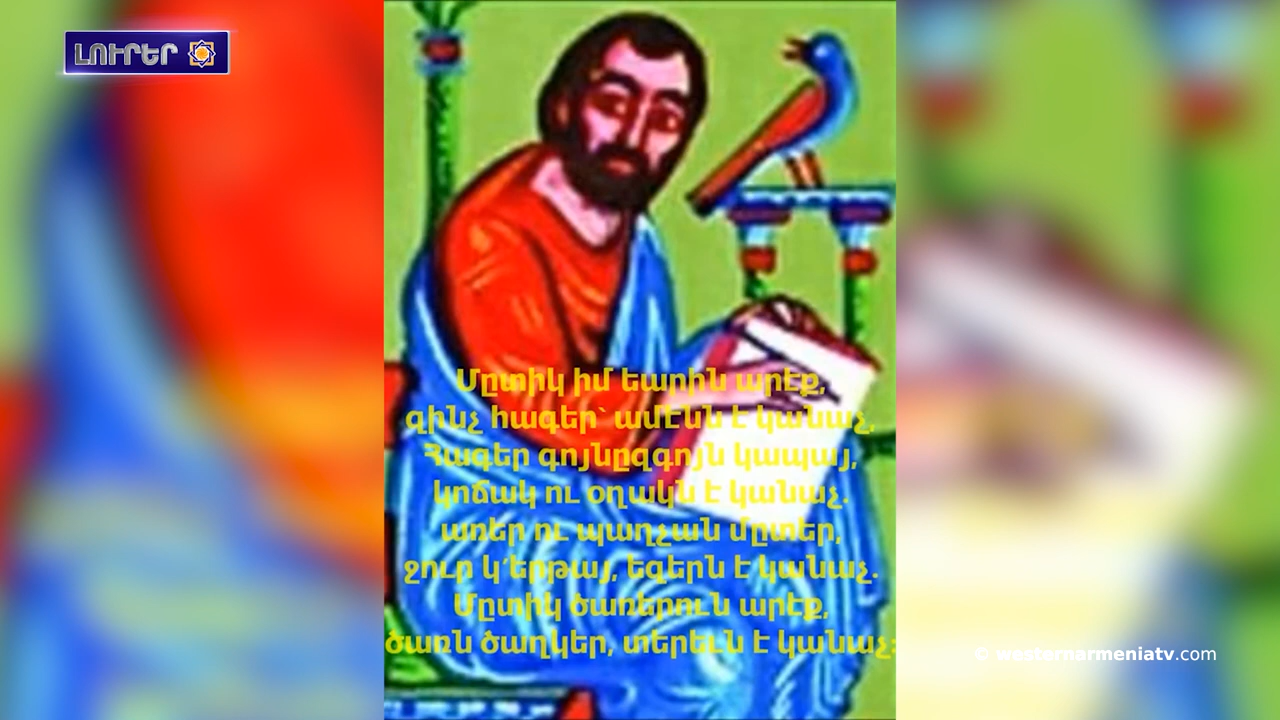 ԼՈՒՐԵՐ
Մըտիկ իմ եարին արէք,
զինչ հագեր՝ ամէնն է կանաչ,
Հագեր գոյնըզգոյն կապայ,
կոճակ ու օղակն է կանաչ.
առեր ու պաղչան մըտեր,
ջուր կ՚երթայ, եզերն է կանաչ.
Մըտիկ ծառերուն արէք,
ծառն ծաղկեր, տերեւն է կանաչ:
© westernarmeniatv.com